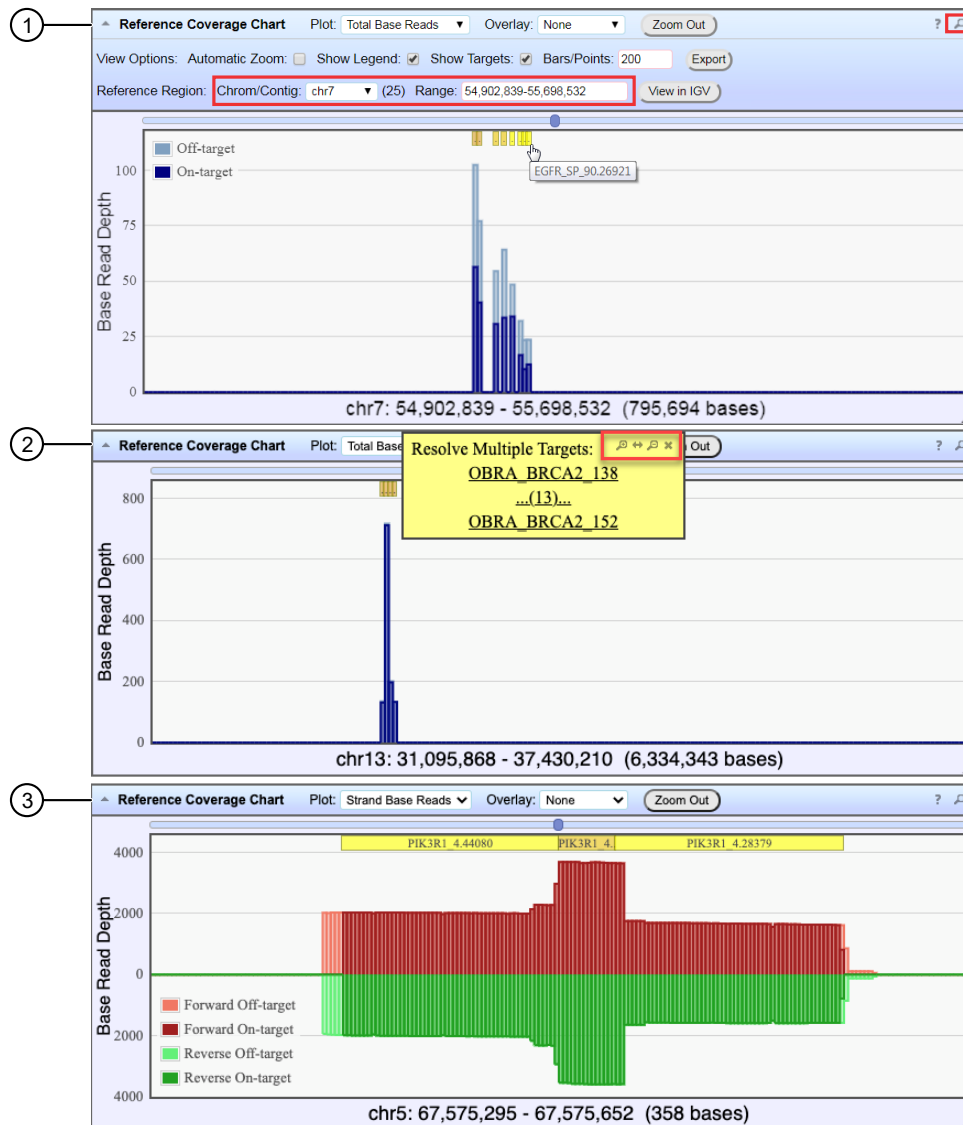 1
Reference Coverage Chart Plot: Total Base Reads Overlay: None Zoom Out ?
View Options: Automatic Zoom: Show Legend: Show Targets: Bars/Points: 200 Export
Reference Region: Chrom/Contig: chr7 (25) Range: 54,902,839-55,698,532 View in IGV
Off-target
On-target
EGFR_SP_90.26921
Base Read Depth
100
75
50
25
0
chr7: 54,902,839 - 55,698,532 (795,694 bases)
2
Reference Coverage Chart Plot: Total Base Out ?
Resolve Multiple Targets:
OBRA_BRCA2_138
...(13)...
OBRA_BRCA2_152
Base Read Depth
800
600
400
200
0
chr13: 31,095,868 - 37,430,210 (6,334,343 bases)
3
Reference Coverage Chart Plot: Strand Base Reads Overlay: None Zoom Out ?
PIK3R1_4.44080 PIK3R1_4. PIK3R1_4.28379
Base Read Depth
4000
2000
0
2000
4000
Forward Off-target
Forward On-target
Reverse Off-target
Reverse On-target
chr5: 67,575,295 - 67,575,652 (358 bases)